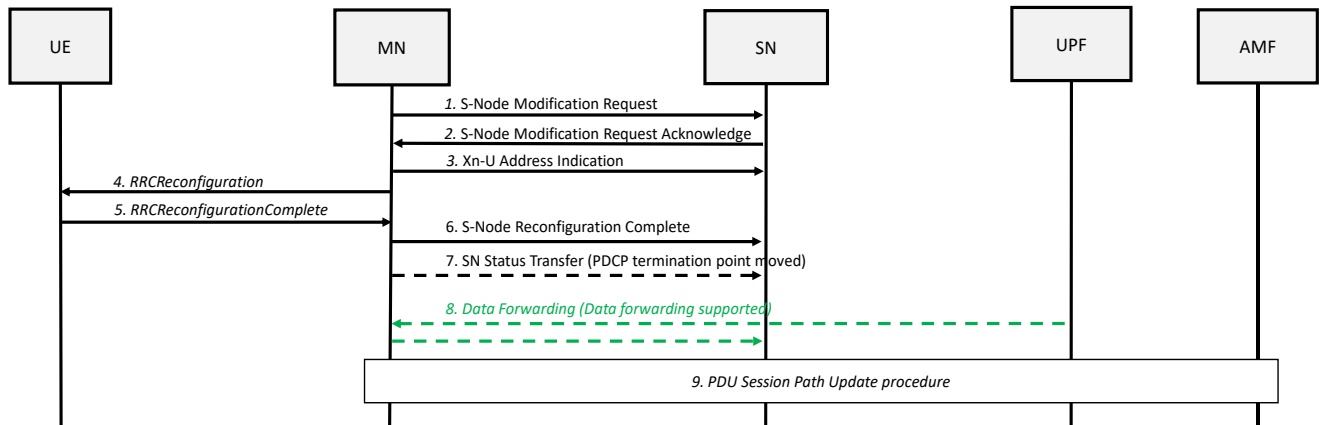 UE
MN
SN
UPF
AMF
1. S-Node Modification Request
2. S-Node Modification Request Acknowledge
3. Xn-U Address Indication
4. RRCReconfiguration
5. RRCReconfigurationComplete
6. S-Node Reconfiguration Complete
7. SN Status Transfer (PDCP termination point moved)
8. Data Forwarding (Data forwarding supported)
9. PDU Session Path Update procedure